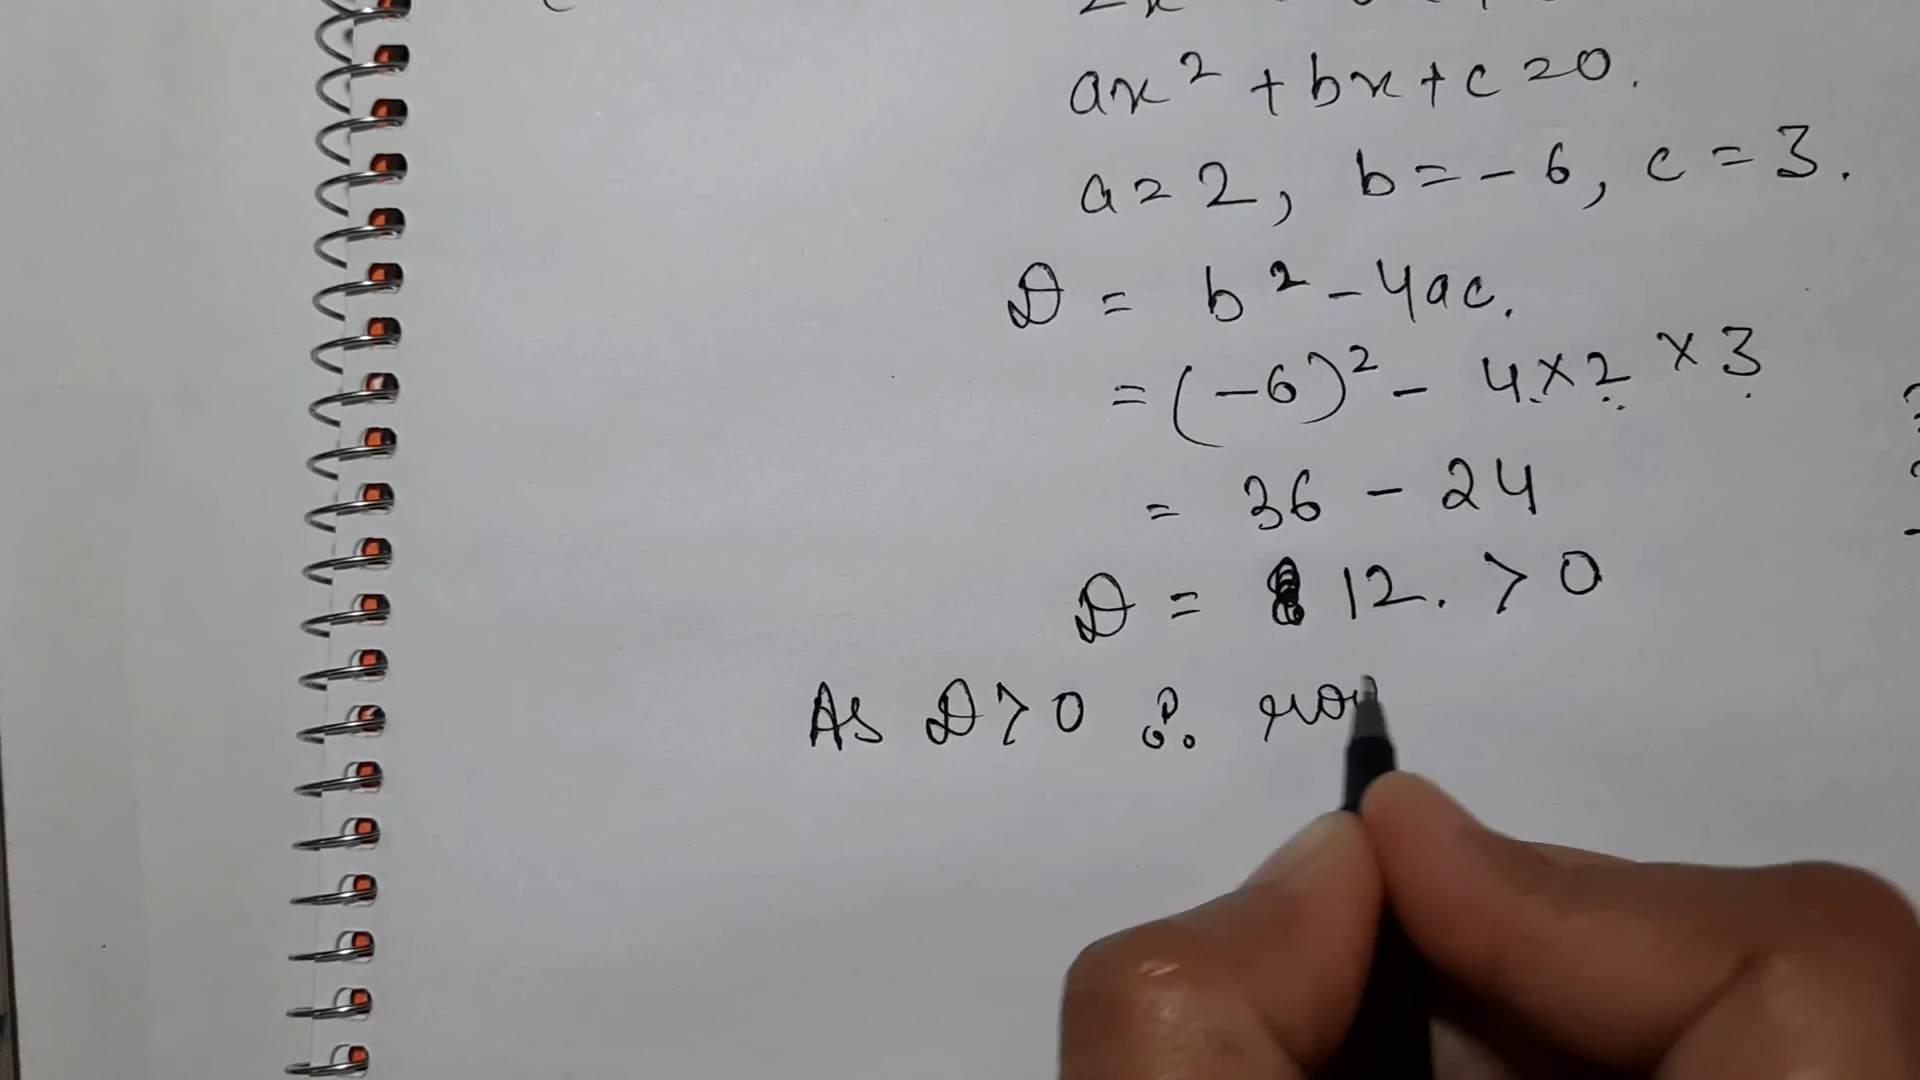 ax² + bx + c = 0.
a = 2, b = - 6, c = 3.
D = b² - 4ac.
= (-6)² - 4 × 2 × 3
= 36 - 24
D = 12. > 0
As D > 0 ∴